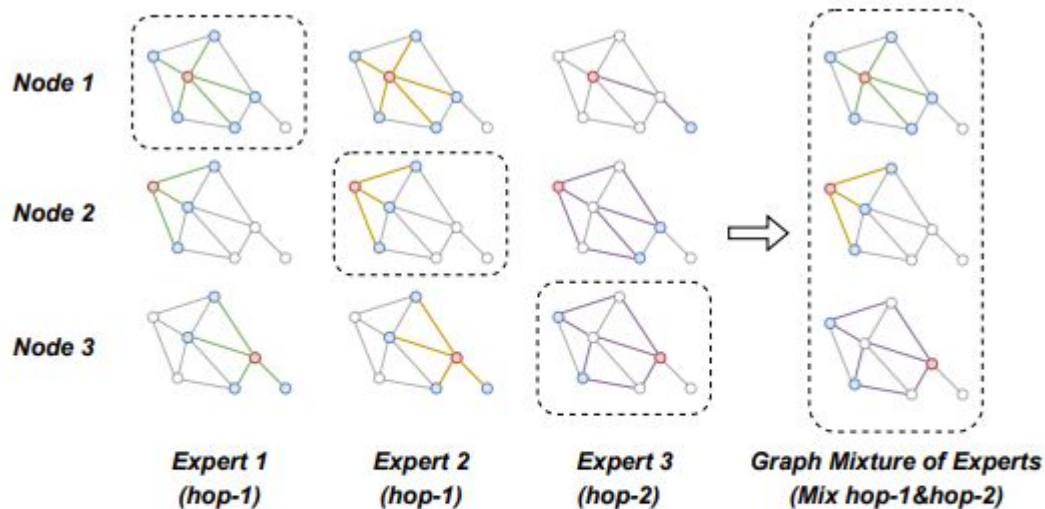 Node 1
Node 2
Node 3
Expert 1
(hop-1)
Expert 2
(hop-1)
Expert 3
(hop-2)
Graph Mixture of Experts
(Mix hop-1&hop-2)